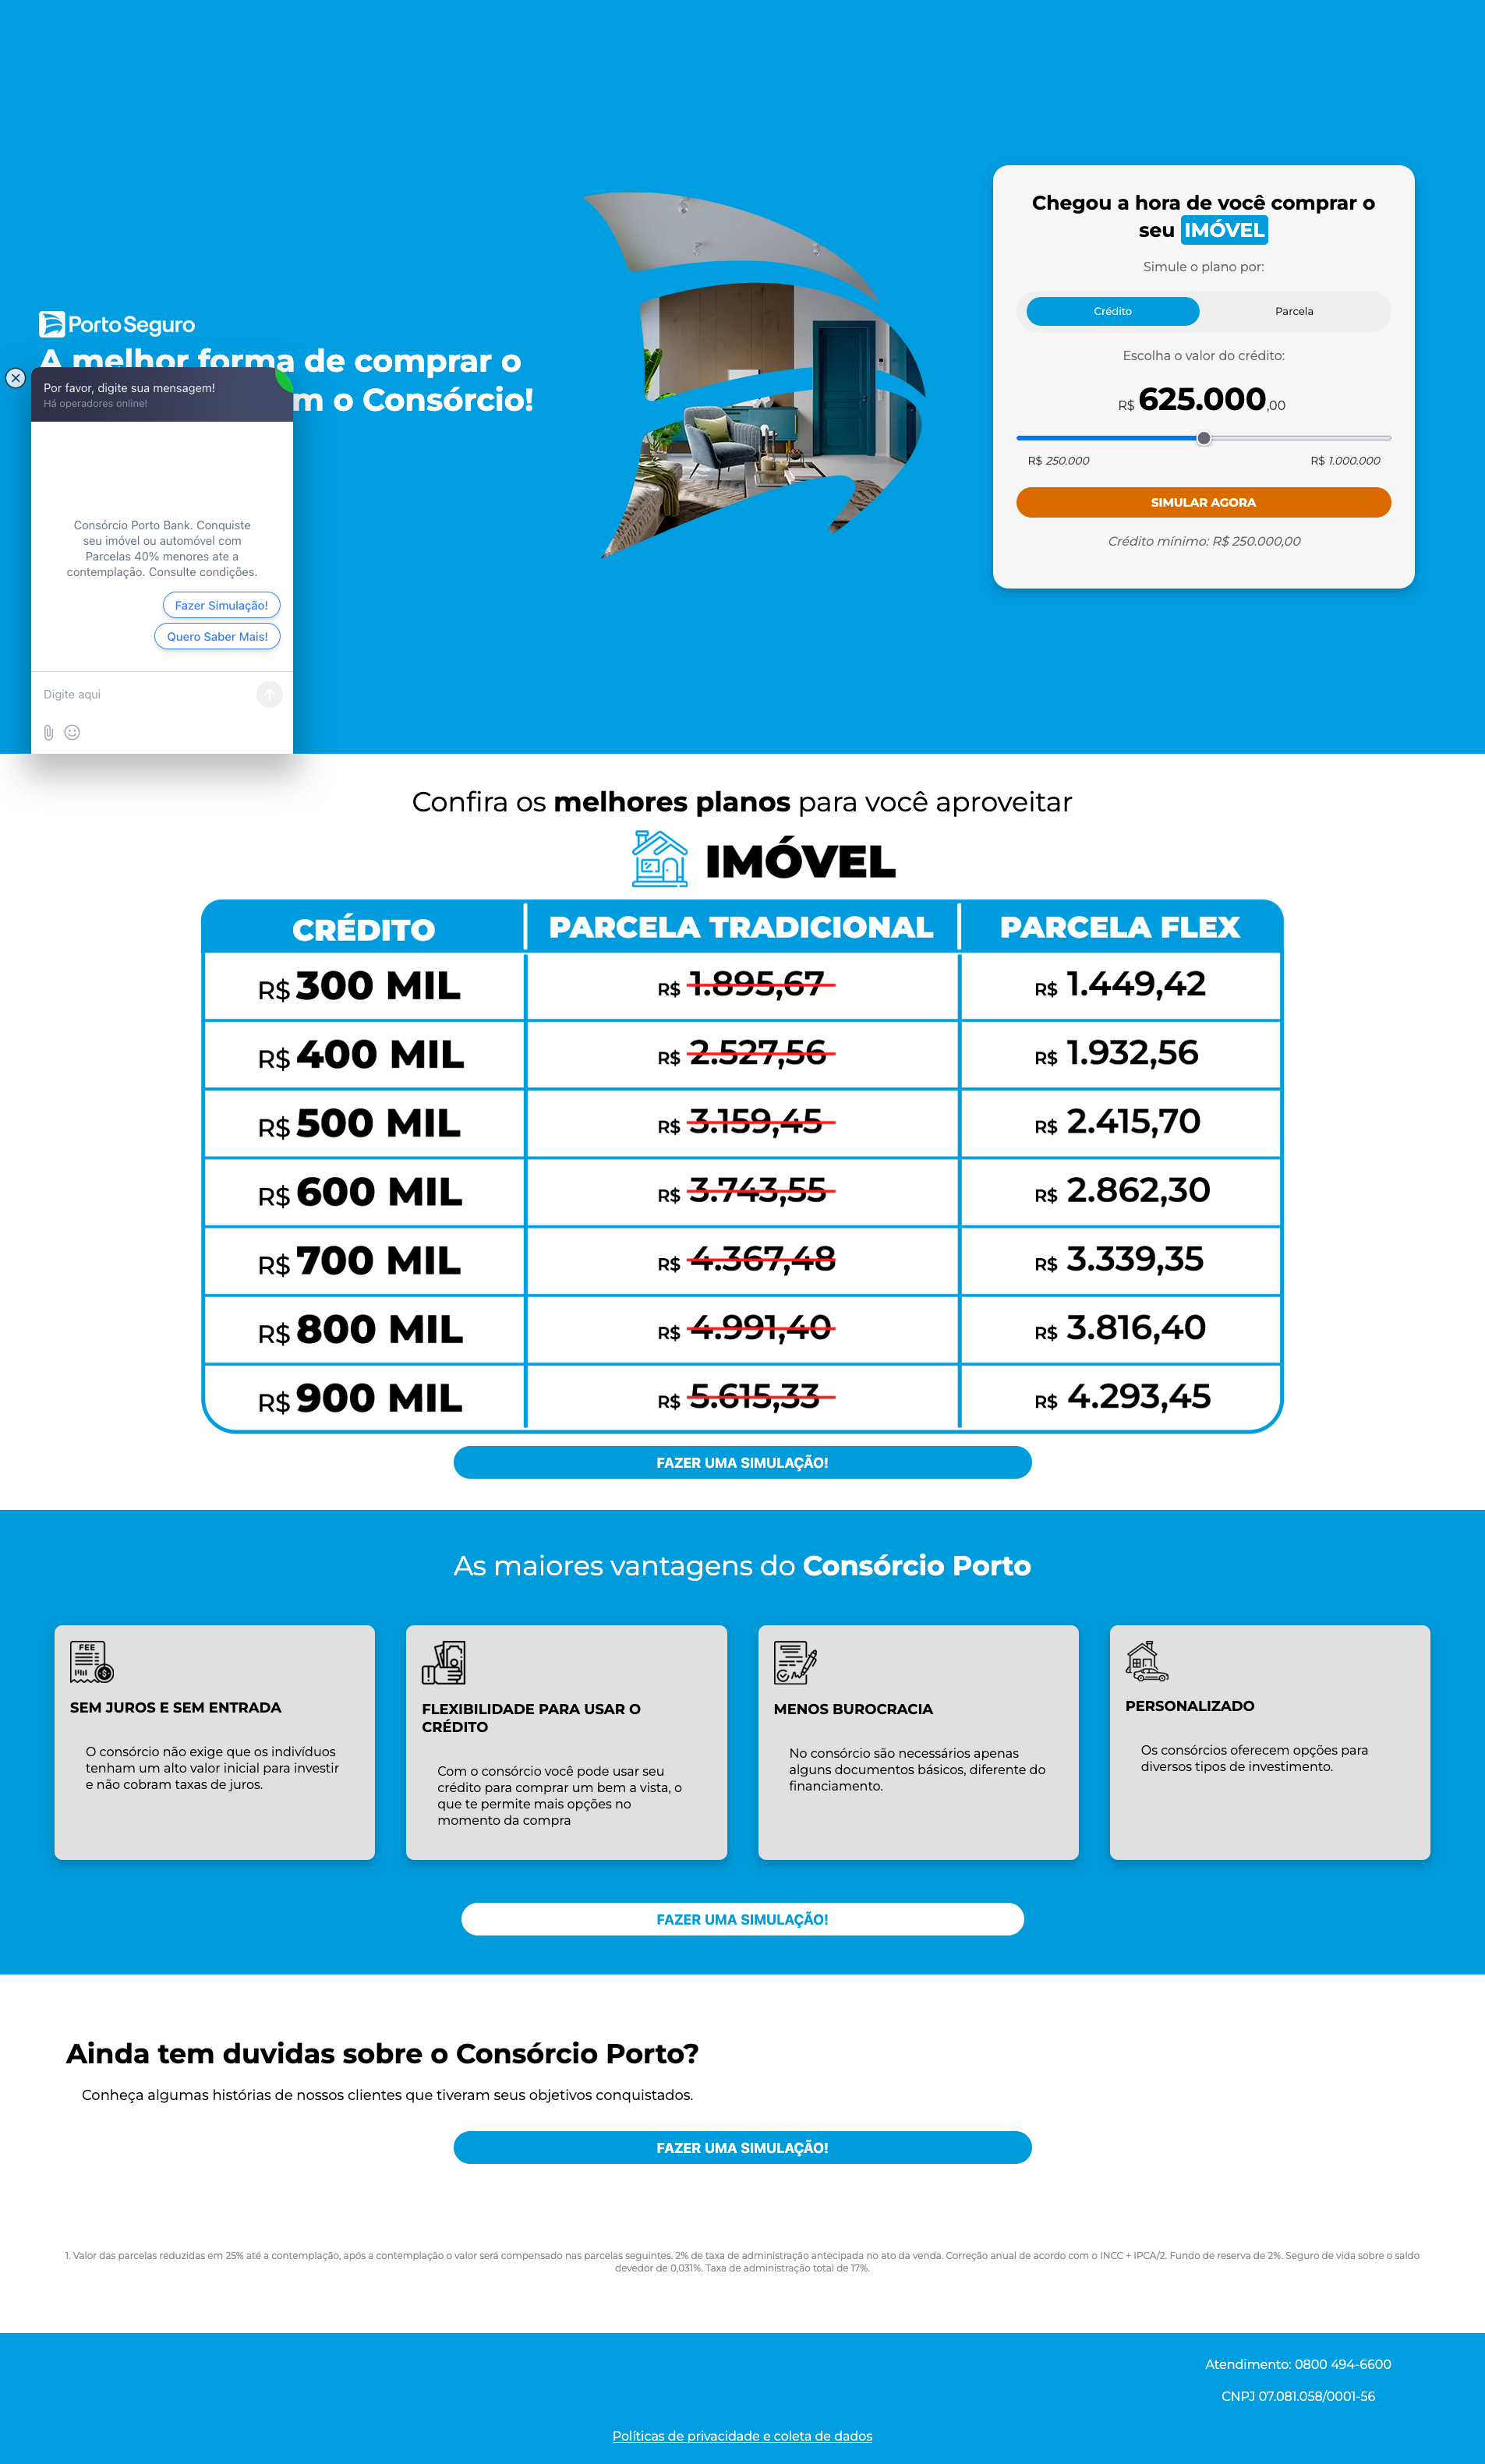 Porto Seguro
A melhor forma de comprar o
m o Consórcio!
Por favor, digite sua mensagem!
Há operadores online!
Consórcio Porto Bank. Conquiste
seu imóvel ou automóvel com
Parcelas 40% menores ate a
contemplação. Consulte condições.
Fazer Simulação!
Quero Saber Mais!
Digite aqui
Chegou a hora de você comprar o
seu IMÓVEL
Simule o plano por:
Crédito Parcela
Escolha o valor do crédito:
R$ 625.000,00
R$ 250.000 R$ 1.000.000
SIMULAR AGORA
Crédito mínimo: R$ 250.000,00
Confira os melhores planos para você aproveitar
IMÓVEL
CRÉDITO PARCELA TRADICIONAL PARCELA FLEX
R$ 300 MIL R$ 1.895,67 R$ 1.449,42
R$ 400 MIL R$ 2.527,56 R$ 1.932,56
R$ 500 MIL R$ 3.159,45 R$ 2.415,70
R$ 600 MIL R$ 3.743,55 R$ 2.862,30
R$ 700 MIL R$ 4.367,48 R$ 3.339,35
R$ 800 MIL R$ 4.991,40 R$ 3.816,40
R$ 900 MIL R$ 5.615,33 R$ 4.293,45
FAZER UMA SIMULAÇÃO!
As maiores vantagens do Consórcio Porto
FEE
SEM JUROS E SEM ENTRADA
O consórcio não exige que os indivíduos
tenham um alto valor inicial para investir
e não cobram taxas de juros.
FLEXIBILIDADE PARA USAR O
CRÉDITO
Com o consórcio você pode usar seu
crédito para comprar um bem a vista, o
que te permite mais opções no
momento da compra
MENOS BUROCRACIA
No consórcio são necessários apenas
alguns documentos básicos, diferente do
financiamento.
PERSONALIZADO
Os consórcios oferecem opções para
diversos tipos de investimento.
FAZER UMA SIMULAÇÃO!
Ainda tem duvidas sobre o Consórcio Porto?
Conheça algumas histórias de nossos clientes que tiveram seus objetivos conquistados.
FAZER UMA SIMULAÇÃO!
1. Valor das parcelas reduzidas em 25% até a contemplação, após a contemplação o valor será compensado nas parcelas seguintes. 2% de taxa de administração antecipada no ato da venda. Correção anual de acordo com o INCC + IPCA/2. Fundo de reserva de 2%. Seguro de vida sobre o saldo
devedor de 0,031%. Taxa de administração total de 17%.
Atendimento: 0800 494-6600
CNPJ 07.081.058/0001-56
Políticas de privacidade e coleta de dados